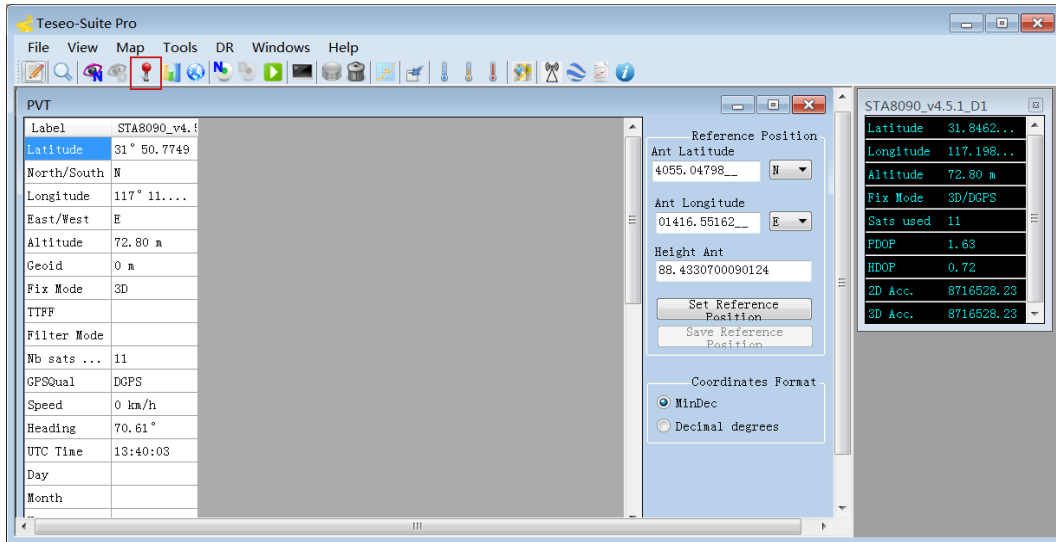 Teseo-Suite Pro
File View Map Tools DR Windows Help
PVT
Label STA8090_v4.5
Latitude 31° 50.7749
North/South N
Longitude 117° 11....
East/West E
Altitude 72.80 m
Geoid 0 m
Fix Mode 3D
TTFF
Filter Mode
Nb sats ... 11
GPSQual DGPS
Speed 0 km/h
Heading 70.61°
UTC Time 13:40:03
Day
Month
Reference Position
Ant Latitude
4055.04798__ N
Ant Longitude
01416.55162__ E
Height Ant
88.4330700090124
Set Reference
Position
Save Reference
Position
Coordinates Format
MinDec
Decimal degrees
STA8090_v4.5.1_D1
Latitude 31.8462...
Longitude 117.198...
Altitude 72.80 m
Fix Mode 3D/DGPS
Sats used 11
PDOP 1.63
HDOP 0.72
2D Acc. 8716528.23
3D Acc. 8716528.23